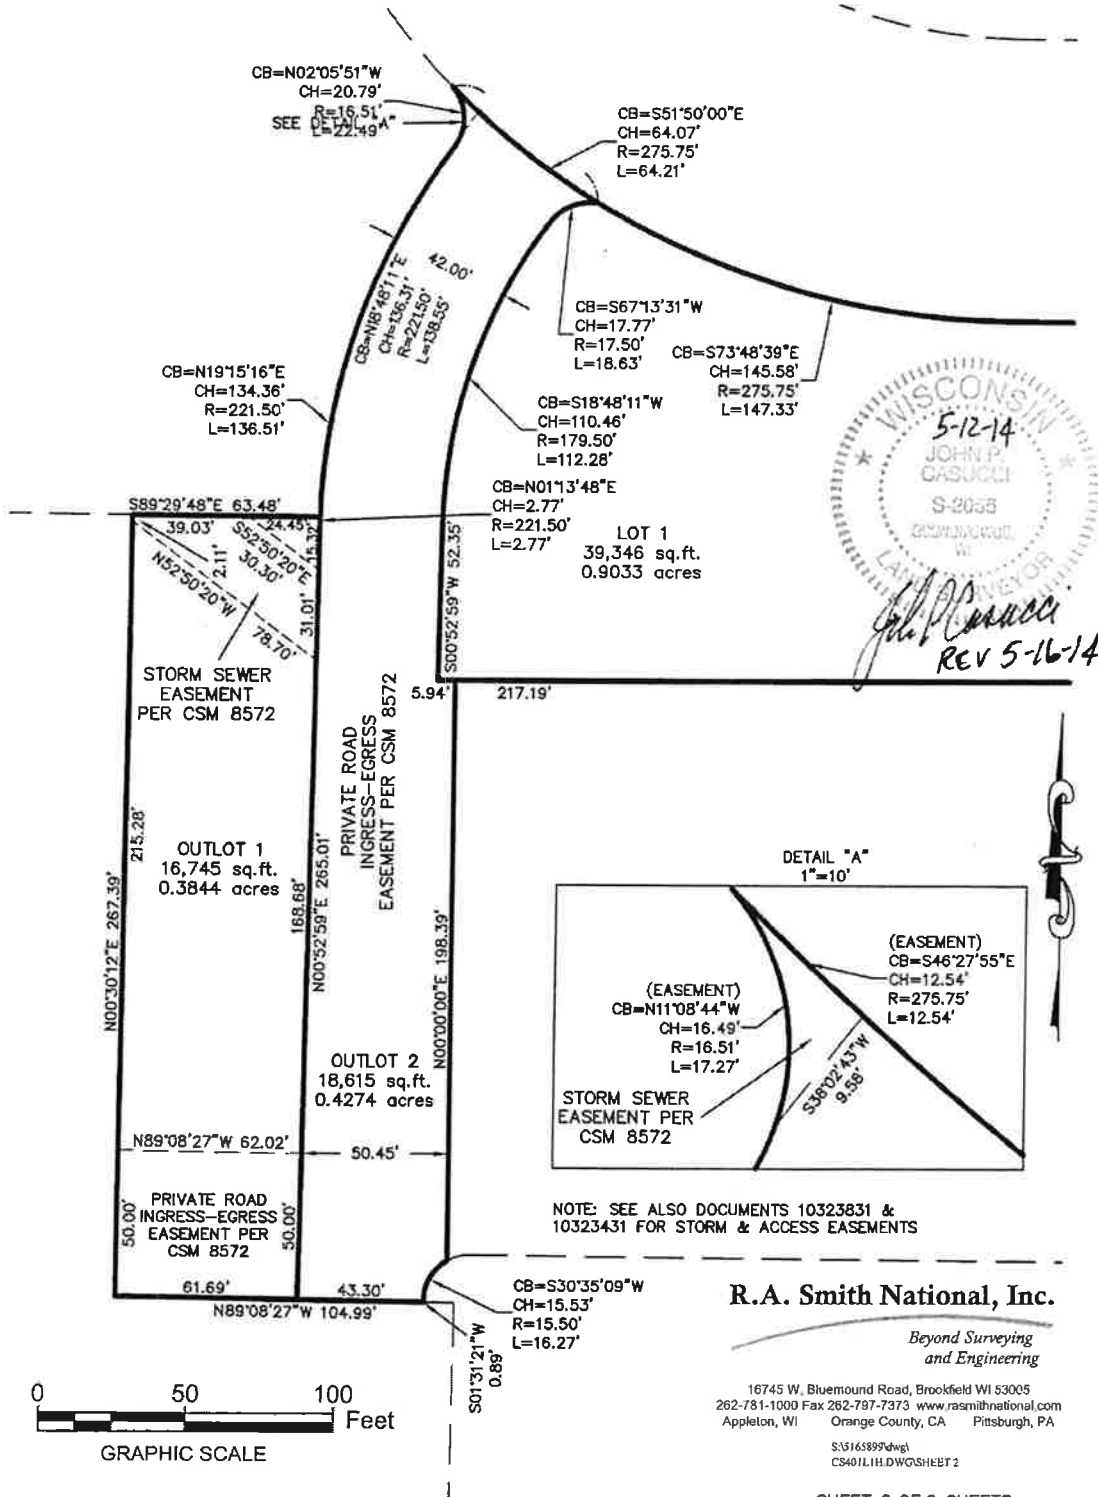 CB=N02°05'51"W
CH=20.79'
R=16.51'
L=22.49'
SEE DETAIL "A"
CB=S51°50'00"E
CH=64.07'
R=275.75'
L=64.21'
42.00'
CB=N18°48'11"E
CH=136.31'
R=221.50'
L=138.55'
CB=S67°13'31"W
CH=17.77'
R=17.50'
L=18.63'
CB=S73°48'39"E
CH=145.58'
R=275.75'
L=147.33'
CB=N19°15'16"E
CH=134.36'
R=221.50'
L=136.51'
CB=S18°48'11"W
CH=110.46'
R=179.50'
L=112.28'
WISCONSIN
5-12-14
JOHN P.
CASUCCI
S-2055
WI
LAND SURVEYOR
John P Casucci
REV 5-16-14
CB=N01°13'48"E
CH=2.77'
R=221.50'
L=2.77'
S89°29'48"E 63.48'
39.03'
24.45'
15.32'
S52°50'20"E
30.30'
2.11'
N52°50'20"W
78.70'
31.01'
S00°52'59"W 52.35'
LOT 1
39,346 sq.ft.
0.9033 acres
5.94'
217.19'
STORM SEWER
EASEMENT
PER CSM 8572
PRIVATE ROAD
INGRESS-EGRESS
EASEMENT PER CSM 8572
215.28'
N00°30'12"E 267.39'
OUTLOT 1
16,745 sq.ft.
0.3844 acres
168.68'
N00°52'59"E 265.01'
N00°00'00"E 198.39'
OUTLOT 2
18,615 sq.ft.
0.4274 acres
N89°08'27"W 62.02'
50.45'
50.00'
PRIVATE ROAD
INGRESS-EGRESS
EASEMENT PER
CSM 8572
50.00'
61.69'
43.30'
N89°08'27"W 104.99'
S01°31'21"W
0.89'
CB=S30°35'09"W
CH=15.53'
R=15.50'
L=16.27'
DETAIL "A"
1"=10'
(EASEMENT)
CB=S46°27'55"E
CH=12.54'
R=275.75'
L=12.54'
(EASEMENT)
CB=N11°08'44"W
CH=16.49'
R=16.51'
L=17.27'
S38°02'43"W
9.58'
STORM SEWER
EASEMENT PER
CSM 8572
NOTE: SEE ALSO DOCUMENTS 10323831 &
10323431 FOR STORM & ACCESS EASEMENTS
R.A. Smith National, Inc.
Beyond Surveying
and Engineering
16745 W. Bluemound Road, Brookfield WI 53005
262-781-1000 Fax 262-797-7373 www.rasmithnational.com
Appleton, WI Orange County, CA Pittsburgh, PA
S:\5165899\dwg\
CS401L1H.DWG\SHEET 2
0 50 100
Feet
GRAPHIC SCALE